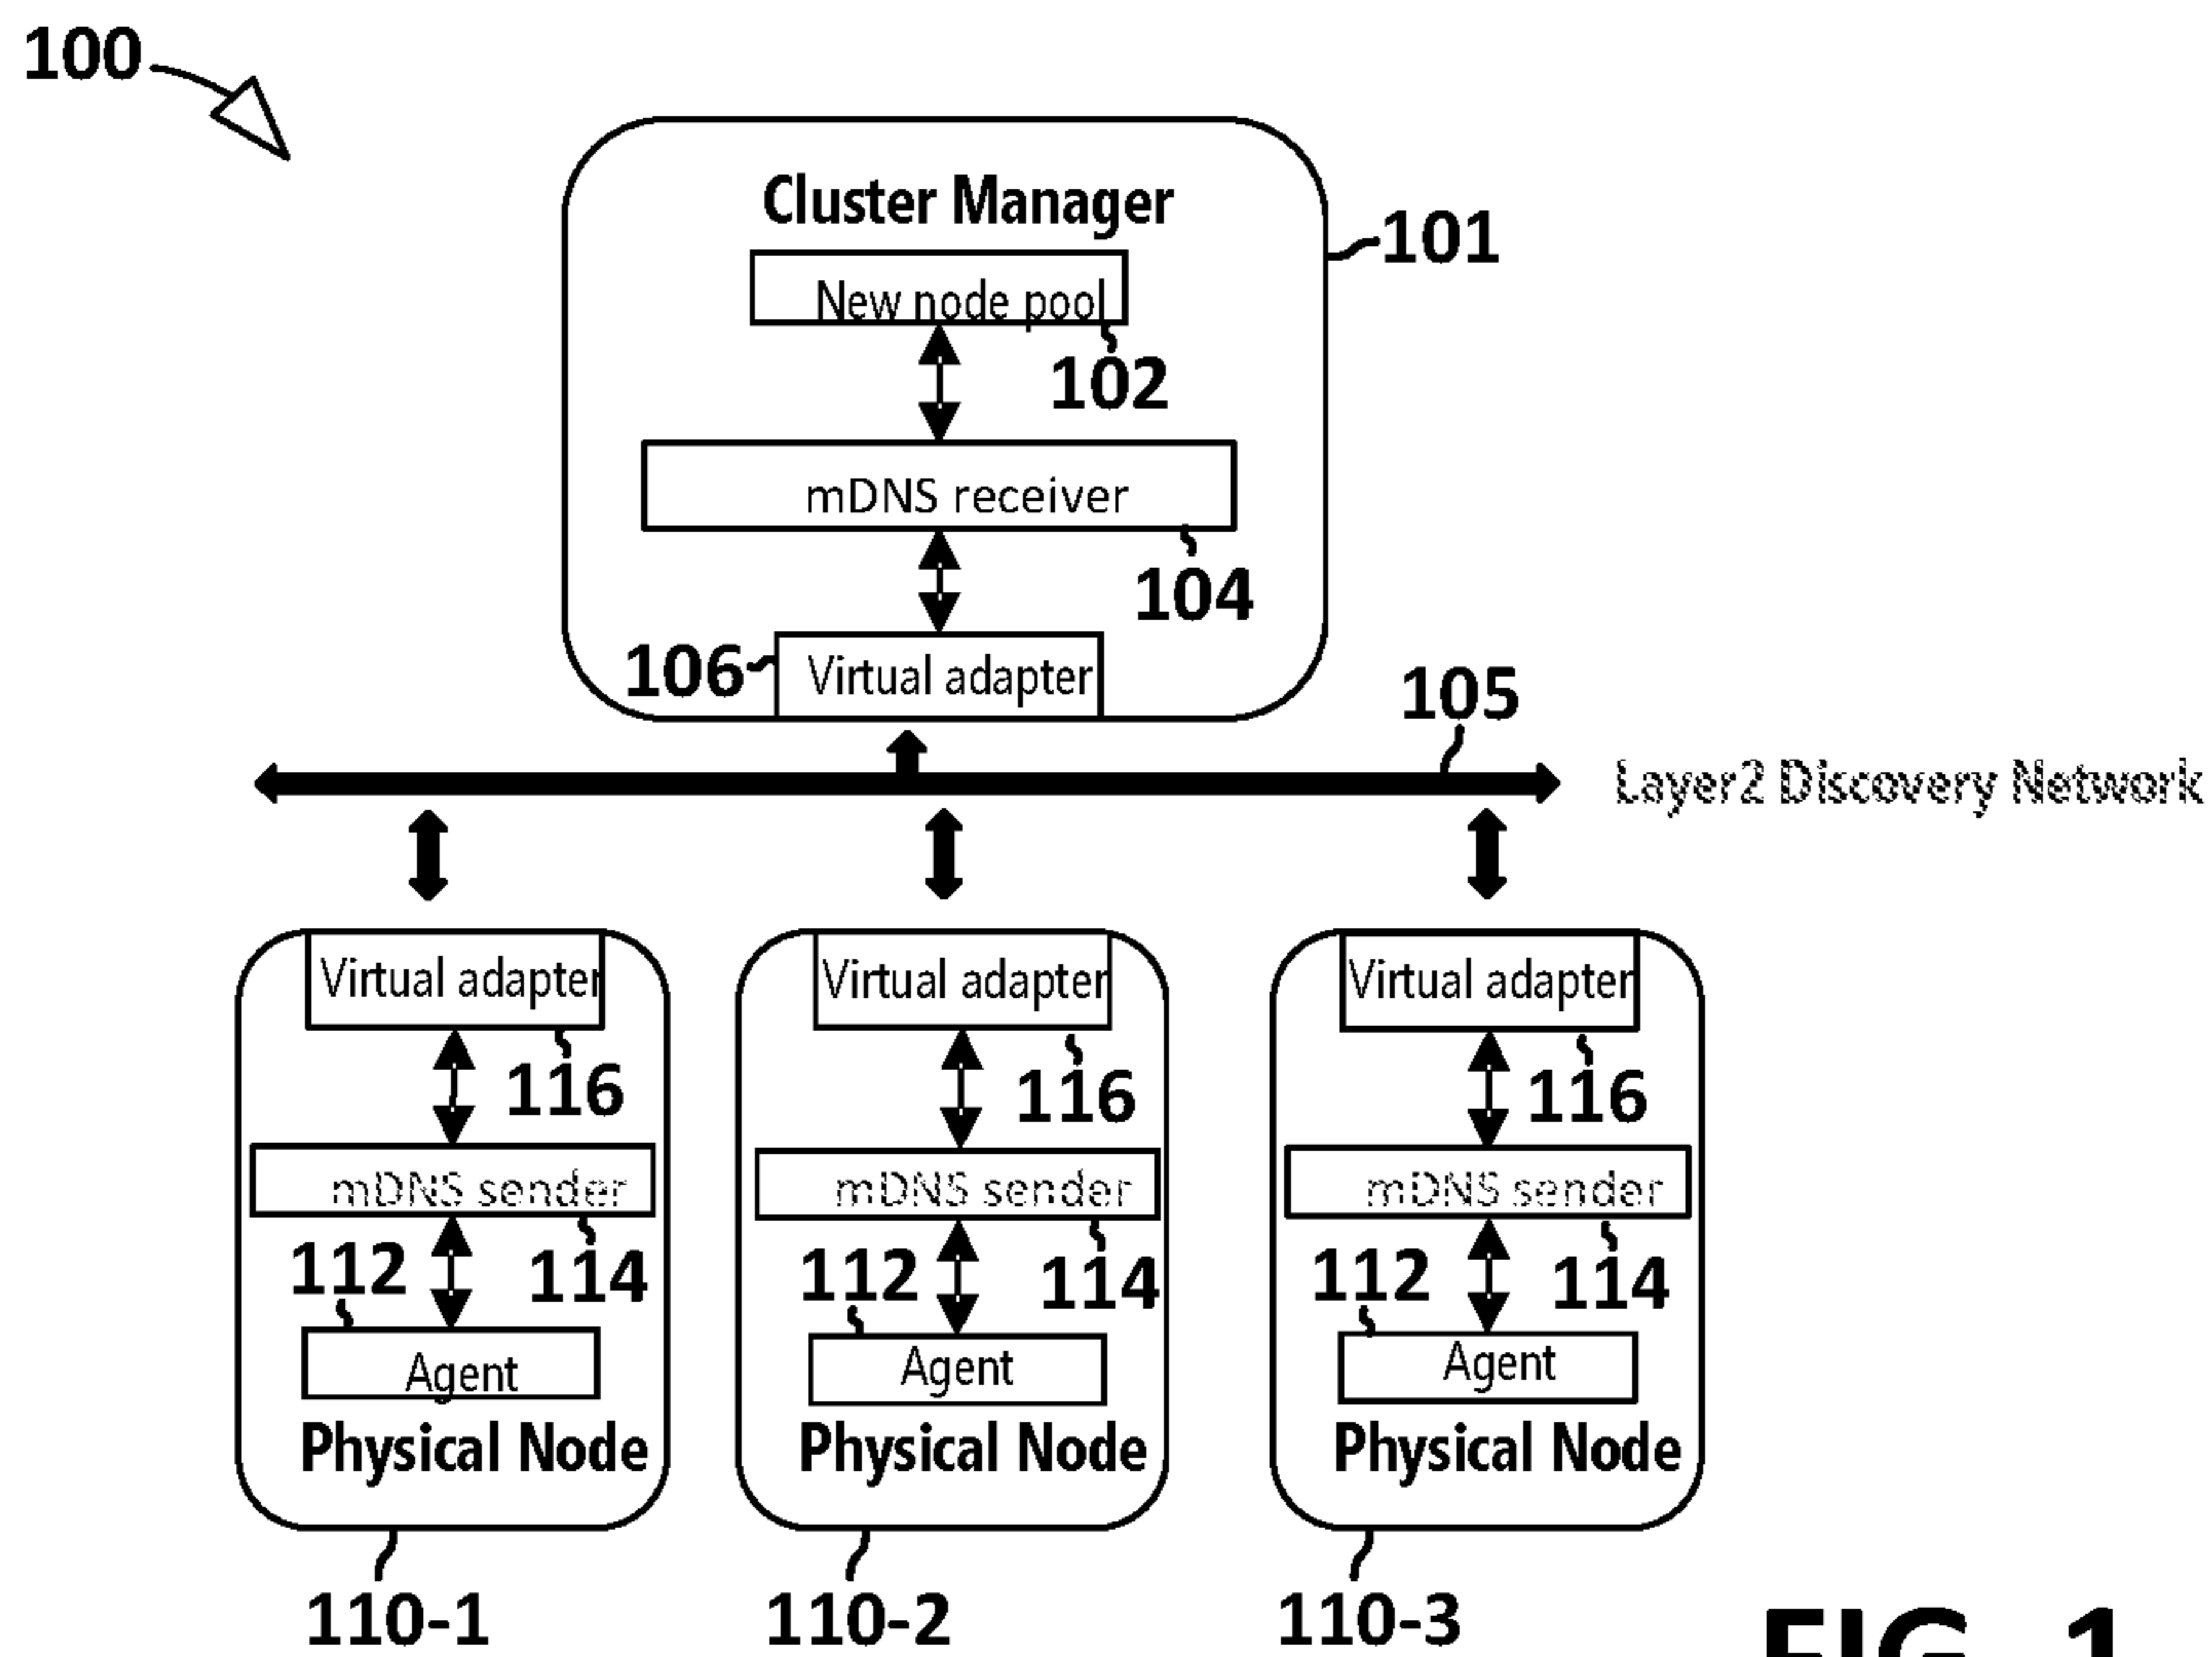 100
Cluster Manager
101
New node pool
102
mDNS receiver
104
106
Virtual adapter
105
Layer2 Discovery Network
Virtual adapter
Virtual adapter
Virtual adapter
116
116
116
mDNS sender
mDNS sender
mDNS sender
112
114
112
114
112
114
Agent
Agent
Agent
Physical Node
Physical Node
Physical Node
110-1
110-2
110-3
FIG. 1